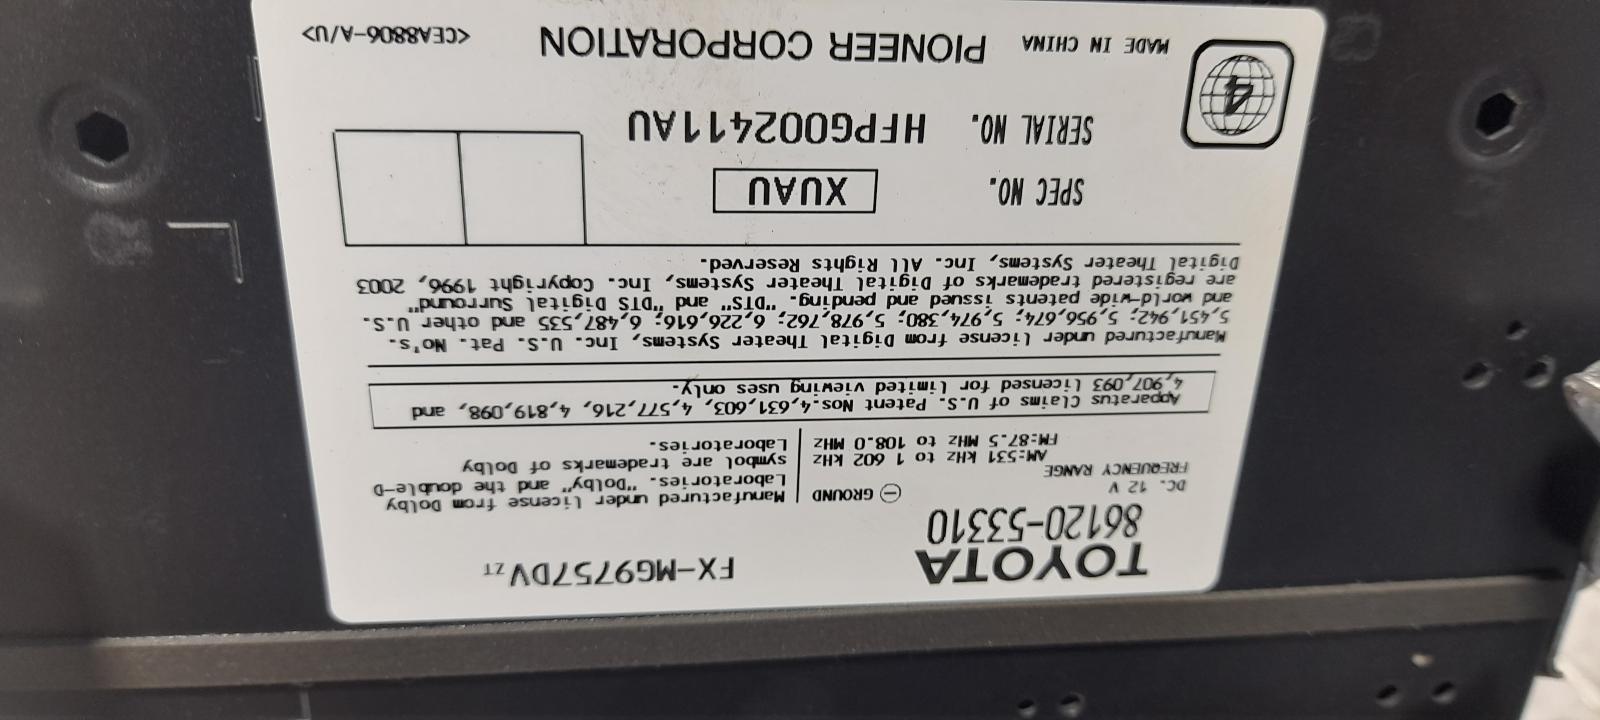 TOYOTA
86120-53310
FX-MG9757DV ZT
DC. 12 V
⊖ GROUND
FREQUENCY RANGE
AM:531 kHz to 1 602 kHz
FM:87.5 MHz to 108.0 MHz
Manufactured under license from Dolby
Laboratories. "Dolby" and the double-D
symbol are trademarks of Dolby
Laboratories.
Apparatus Claims of U.S. Patent Nos.4,631,603, 4,577,216, 4,819,098, and
4,907,093 licensed for limited viewing uses only.
Manufactured under license from Digital Theater Systems, Inc. U.S. Pat. No's.
5,451,942; 5,956,674; 5,974,380; 5,978,762; 6,226,616; 6,487,535 and other U.S.
and world-wide patents issued and pending. "DTS" and "DTS Digital Surround"
are registered trademarks of Digital Theater Systems, Inc. Copyright 1996, 2003
Digital Theater Systems, Inc. All Rights Reserved.
SPEC NO. XUAU
SERIAL NO. HFPG002411AU
4
MADE IN CHINA PIONEER CORPORATION <CEA8806-A/U>